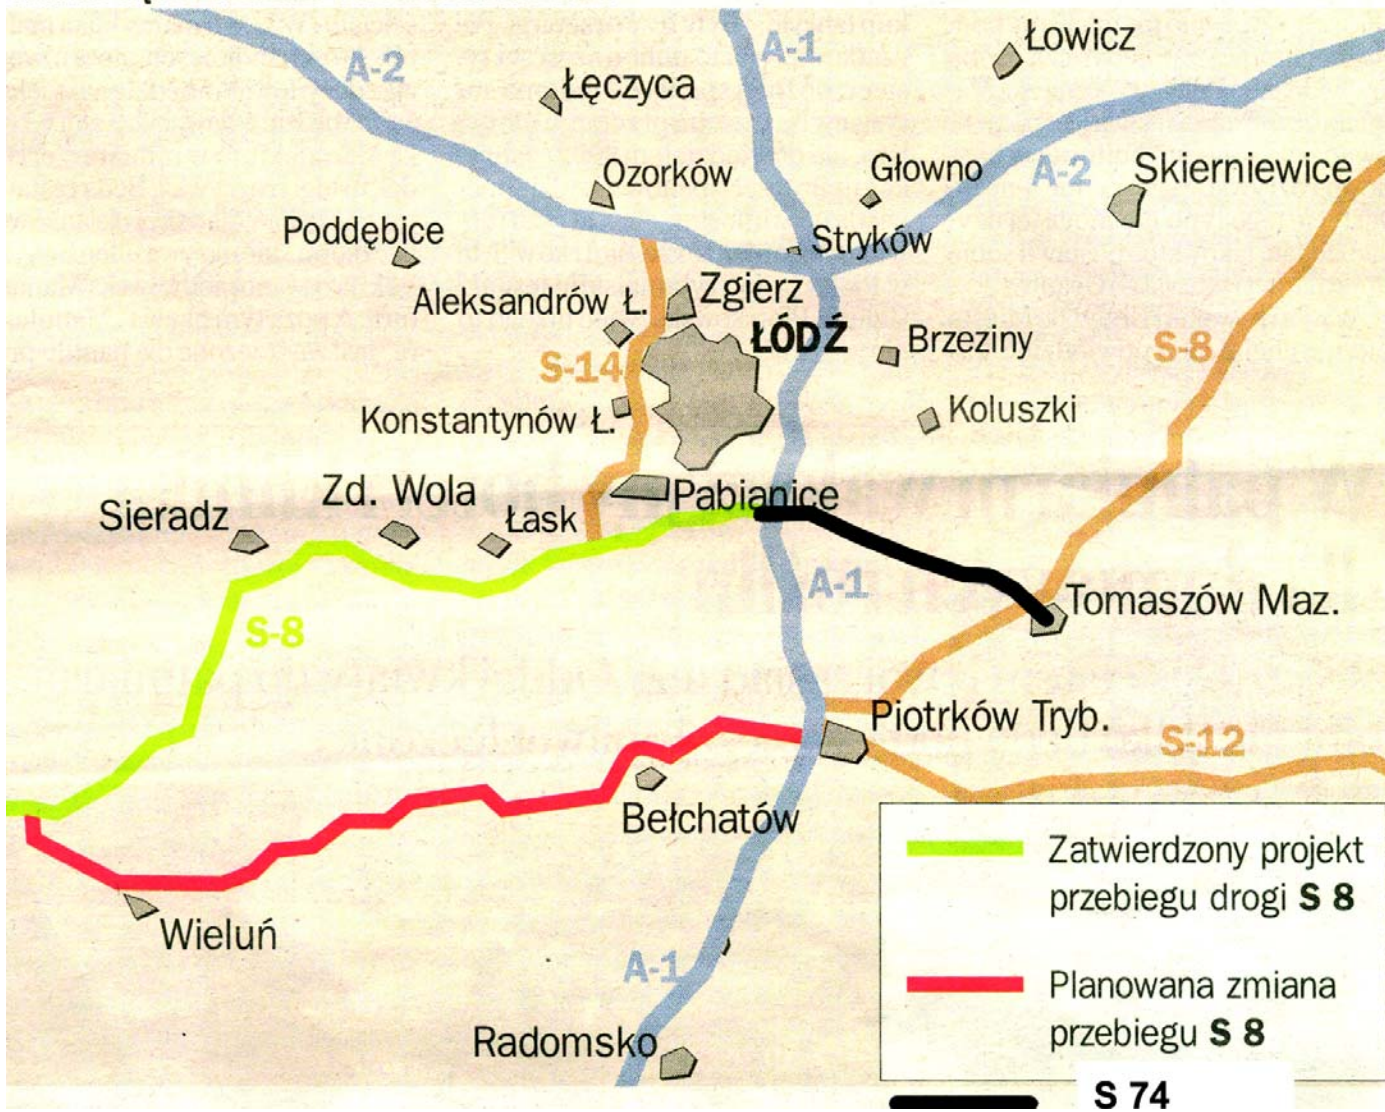 A-2
A-1
Łowicz
Łęczyca
Ozorków
Głowno
A-2
Skierniewice
Poddębice
Stryków
Aleksandrów Ł.
Zgierz
ŁÓDŹ
Brzeziny
S-8
S-14
Konstantynów Ł.
Koluszki
Zd. Wola
Pabianice
Sieradz
Łask
A-1
Tomaszów Maz.
S-8
Piotrków Tryb.
S-12
Bełchatów
Wieluń
A-1
Radomsko
Zatwierdzony projekt
przebiegu drogi S 8
Planowana zmiana
przebiegu S 8
S 74